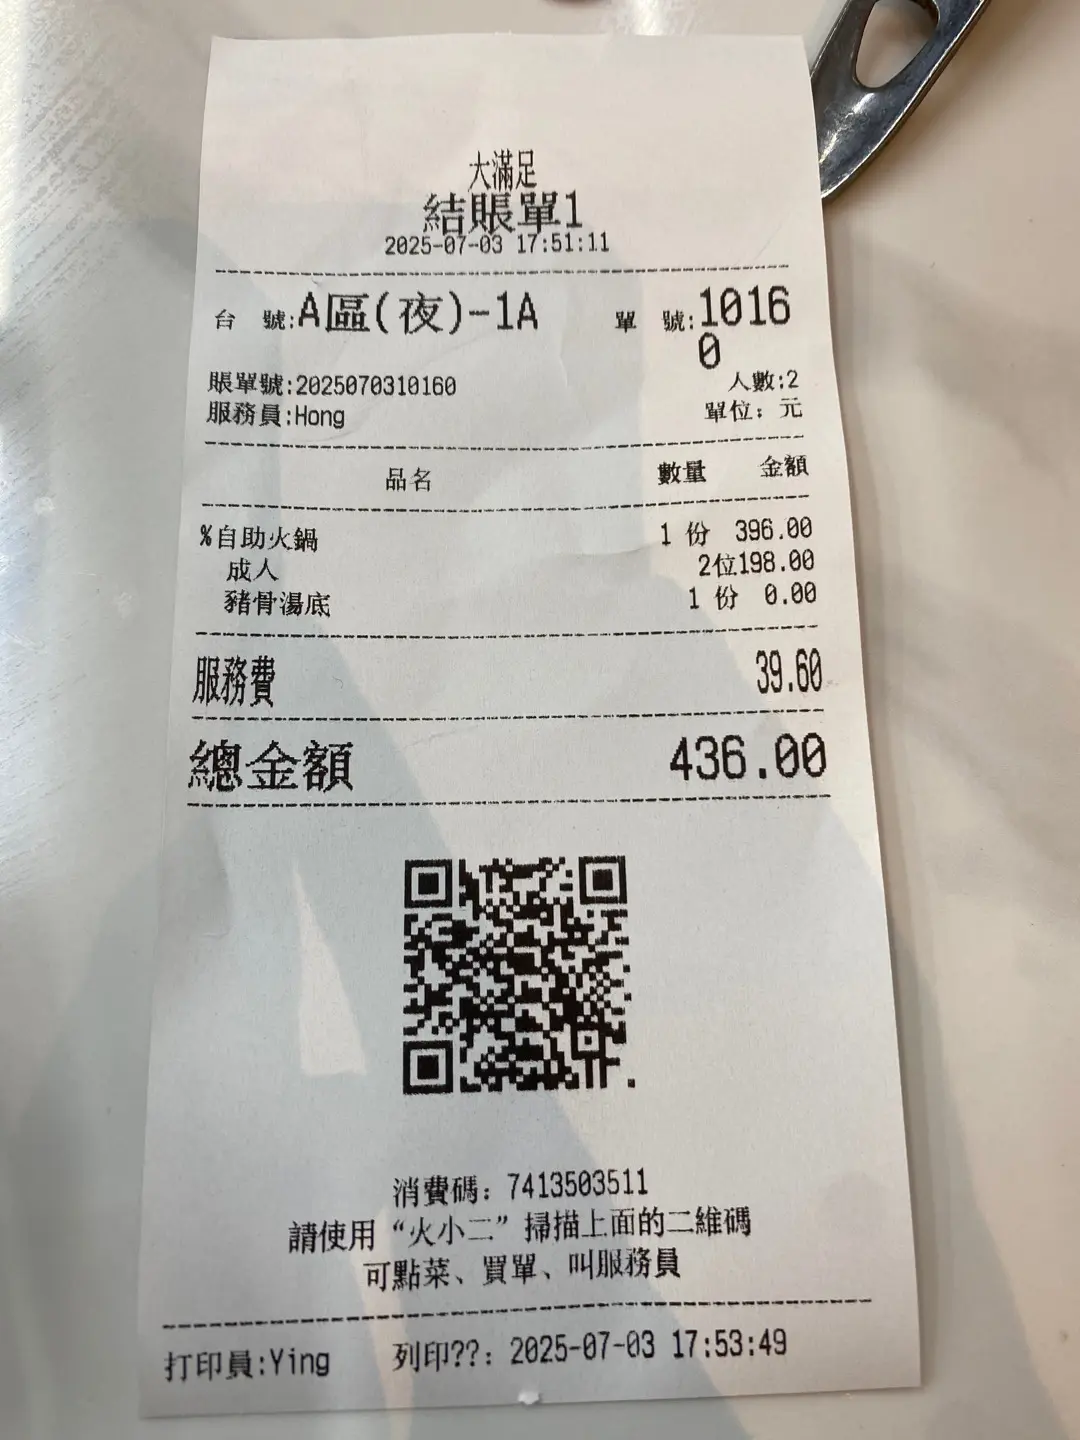 大滿足
結賬單1
2025-07-03 17:51:11
台 號:A區(夜)-1A 單 號:10160
賬單號:2025070310160 人數:2
服務員:Hong 單位：元
品名 數量 金額
%自助火鍋 1 份 396.00
成人 2位198.00
豬骨湯底 1 份 0.00
服務費 39.60
總金額 436.00
消費碼：7413503511
請使用“火小二”掃描上面的二維碼
可點菜、買單、叫服務員
打印員:Ying 列印??：2025-07-03 17:53:49